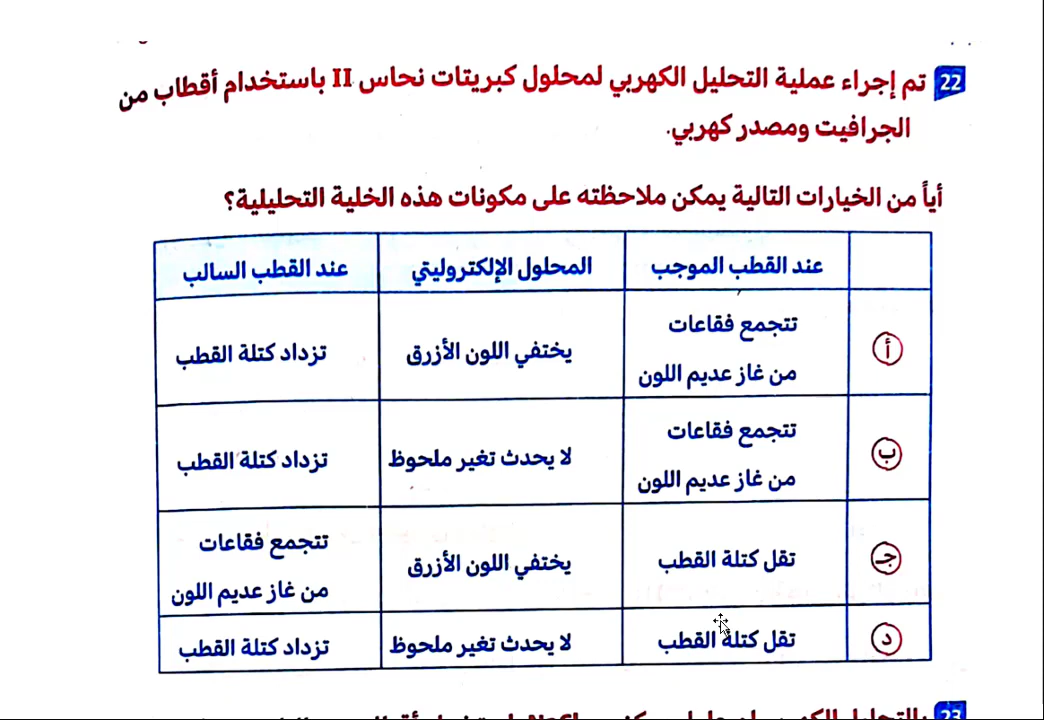 22 تم إجراء عملية التحليل الكهربي لمحلول كبريتات نحاس II باستخدام أقطاب من
الجرافيت ومصدر كهربي.
أياً من الخيارات التالية يمكن ملاحظته على مكونات هذه الخلية التحليلية؟
عند القطب الموجب المحلول الإلكتروليتي عند القطب السالب
أ تتجمع فقاعات من غاز عديم اللون يختفي اللون الأزرق تزداد كتلة القطب
ب تتجمع فقاعات من غاز عديم اللون لا يحدث تغير ملحوظ تزداد كتلة القطب
جـ تقل كتلة القطب يختفي اللون الأزرق تتجمع فقاعات من غاز عديم اللون
د تقل كتلة القطب لا يحدث تغير ملحوظ تزداد كتلة القطب
23